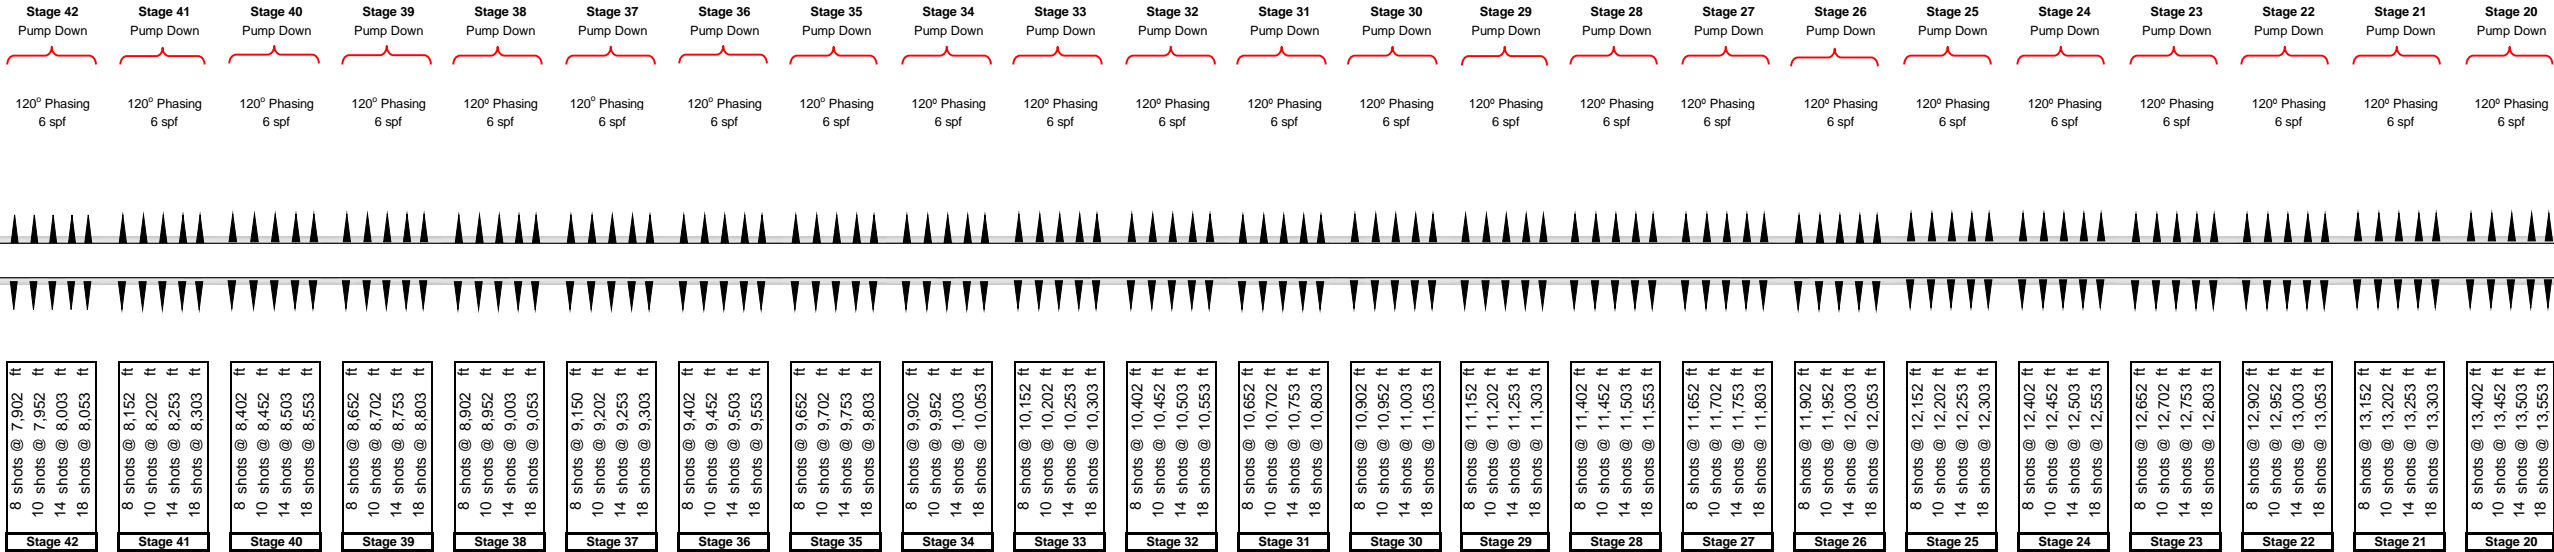 Stage 42 Stage 41 Stage 40 Stage 39 Stage 38 Stage 37 Stage 36 Stage 35 Stage 34 Stage 33 Stage 32 Stage 31 Stage 30 Stage 29 Stage 28 Stage 27 Stage 26 Stage 25 Stage 24 Stage 23 Stage 22 Stage 21 Stage 20
Pump Down Pump Down Pump Down Pump Down Pump Down Pump Down Pump Down Pump Down Pump Down Pump Down Pump Down Pump Down Pump Down Pump Down Pump Down Pump Down Pump Down Pump Down Pump Down Pump Down Pump Down Pump Down Pump Down
120° Phasing 120° Phasing 120° Phasing 120° Phasing 120º Phasing 120° Phasing 120° Phasing 120° Phasing 120º Phasing 120º Phasing 120º Phasing 120º Phasing 120º Phasing 120º Phasing 120º Phasing 120º Phasing 120º Phasing 120º Phasing 120º Phasing 120º Phasing 120º Phasing 120º Phasing 120º Phasing
6 spf 6 spf 6 spf 6 spf 6 spf 6 spf 6 spf 6 spf 6 spf 6 spf 6 spf 6 spf 6 spf 6 spf 6 spf 6 spf 6 spf 6 spf 6 spf 6 spf 6 spf 6 spf 6 spf
8 shots @ 7,902 ft
10 shots @ 7,952 ft
14 shots @ 8,003 ft
18 shots @ 8,053 ft
8 shots @ 8,152 ft
10 shots @ 8,202 ft
14 shots @ 8,253 ft
18 shots @ 8,303 ft
8 shots @ 8,402 ft
10 shots @ 8,452 ft
14 shots @ 8,503 ft
18 shots @ 8,553 ft
8 shots @ 8,652 ft
10 shots @ 8,702 ft
14 shots @ 8,753 ft
18 shots @ 8,803 ft
8 shots @ 8,902 ft
10 shots @ 8,952 ft
14 shots @ 9,003 ft
18 shots @ 9,053 ft
8 shots @ 9,150 ft
10 shots @ 9,202 ft
14 shots @ 9,253 ft
18 shots @ 9,303 ft
8 shots @ 9,402 ft
10 shots @ 9,452 ft
14 shots @ 9,503 ft
18 shots @ 9,553 ft
8 shots @ 9,652 ft
10 shots @ 9,702 ft
14 shots @ 9,753 ft
18 shots @ 9,803 ft
8 shots @ 9,902 ft
10 shots @ 9,952 ft
14 shots @ 1,003 ft
18 shots @ 10,053 ft
8 shots @ 10,152 ft
10 shots @ 10,202 ft
14 shots @ 10,253 ft
18 shots @ 10,303 ft
8 shots @ 10,402 ft
10 shots @ 10,452 ft
14 shots @ 10,503 ft
18 shots @ 10,553 ft
8 shots @ 10,652 ft
10 shots @ 10,702 ft
14 shots @ 10,753 ft
18 shots @ 10,803 ft
8 shots @ 10,902 ft
10 shots @ 10,952 ft
14 shots @ 11,003 ft
18 shots @ 11,053 ft
8 shots @ 11,152 ft
10 shots @ 11,202 ft
14 shots @ 11,253 ft
18 shots @ 11,303 ft
8 shots @ 11,402 ft
10 shots @ 11,452 ft
14 shots @ 11,503 ft
18 shots @ 11,553 ft
8 shots @ 11,652 ft
10 shots @ 11,702 ft
14 shots @ 11,753 ft
18 shots @ 11,803 ft
8 shots @ 11,902 ft
10 shots @ 11,952 ft
14 shots @ 12,003 ft
18 shots @ 12,053 ft
8 shots @ 12,152 ft
10 shots @ 12,202 ft
14 shots @ 12,253 ft
18 shots @ 12,303 ft
8 shots @ 12,402 ft
10 shots @ 12,452 ft
14 shots @ 12,503 ft
18 shots @ 12,553 ft
8 shots @ 12,652 ft
10 shots @ 12,702 ft
14 shots @ 12,753 ft
18 shots @ 12,803 ft
8 shots @ 12,902 ft
10 shots @ 12,952 ft
14 shots @ 13,003 ft
18 shots @ 13,053 ft
8 shots @ 13,152 ft
10 shots @ 13,202 ft
14 shots @ 13,253 ft
18 shots @ 13,303 ft
8 shots @ 13,402 ft
10 shots @ 13,452 ft
14 shots @ 13,503 ft
18 shots @ 13,553 ft
Stage 42 Stage 41 Stage 40 Stage 39 Stage 38 Stage 37 Stage 36 Stage 35 Stage 34 Stage 33 Stage 32 Stage 31 Stage 30 Stage 29 Stage 28 Stage 27 Stage 26 Stage 25 Stage 24 Stage 23 Stage 22 Stage 21 Stage 20